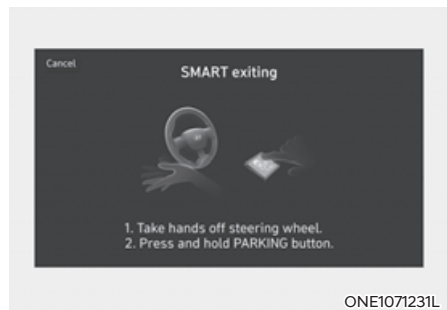 Cancel
SMART exiting
1. Take hands off steering wheel.
2. Press and hold PARKING button.
ONE1071231L